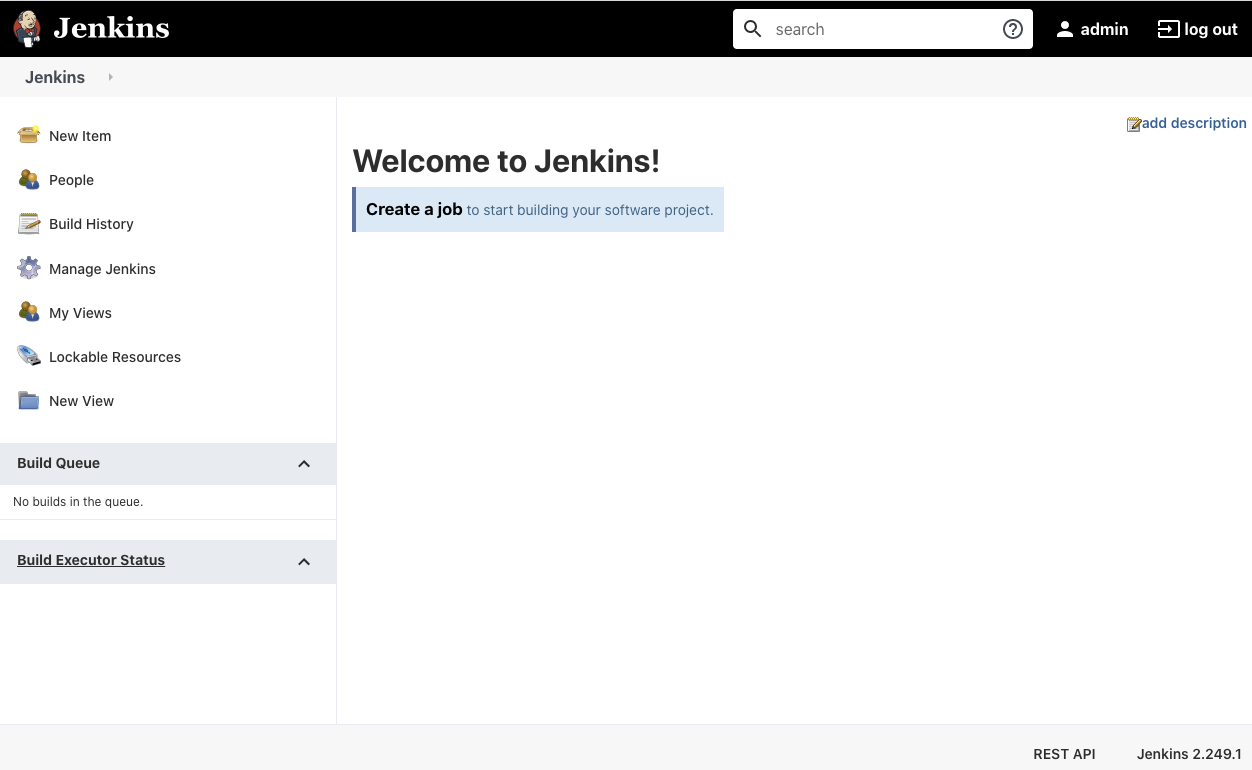 Jenkins
search
admin
log out
Jenkins
New Item
People
Build History
Manage Jenkins
My Views
Lockable Resources
New View
Build Queue
No builds in the queue.
Build Executor Status
add description
Welcome to Jenkins!
Create a job to start building your software project.
REST API
Jenkins 2.249.1